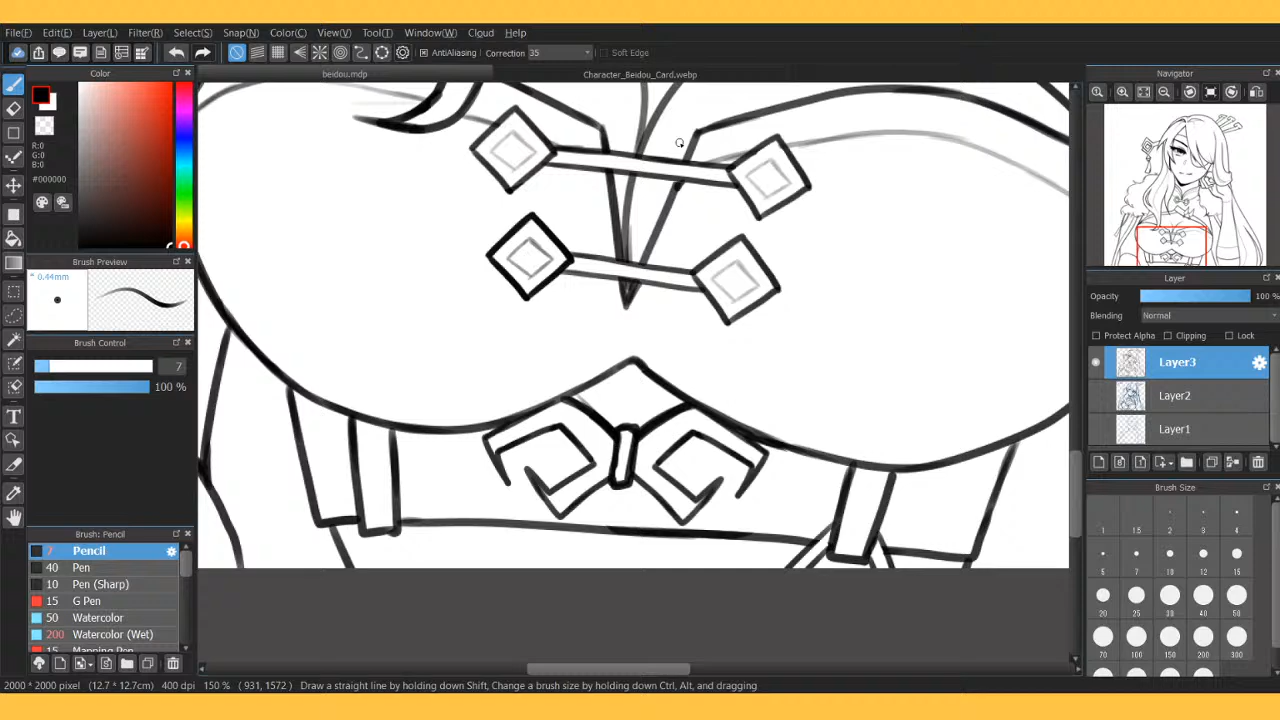 File(F) Edit(E) Layer(L) Filter(R) Select(S) Snap(N) Color(C) View(V) Tool(T) Window(W) Cloud Help
AntiAliasing Correction 35 Soft Edge
Color
beidou.mdp Character_Beidou_Card.webp
Navigator
R:0
G:0
B:0
#000000
Brush Preview
* 0.44mm
Layer
Opacity 100 %
Blending Normal
Protect Alpha Clipping Lock
Brush Control
7
100 %
Layer3
Layer2
Layer1
Brush Size
1 1.5 2 3 4
5 7 10 12 15
20 25 30 40 50
70 100 150 200 300
Brush: Pencil
7 Pencil
40 Pen
10 Pen (Sharp)
15 G Pen
50 Watercolor
200 Watercolor (Wet)
15 Mapping Pen
2000 * 2000 pixel (12.7 * 12.7cm) 400 dpi 150 % ( 931, 1572 ) Draw a straight line by holding down Shift, Change a brush size by holding down Ctrl, Alt, and dragging